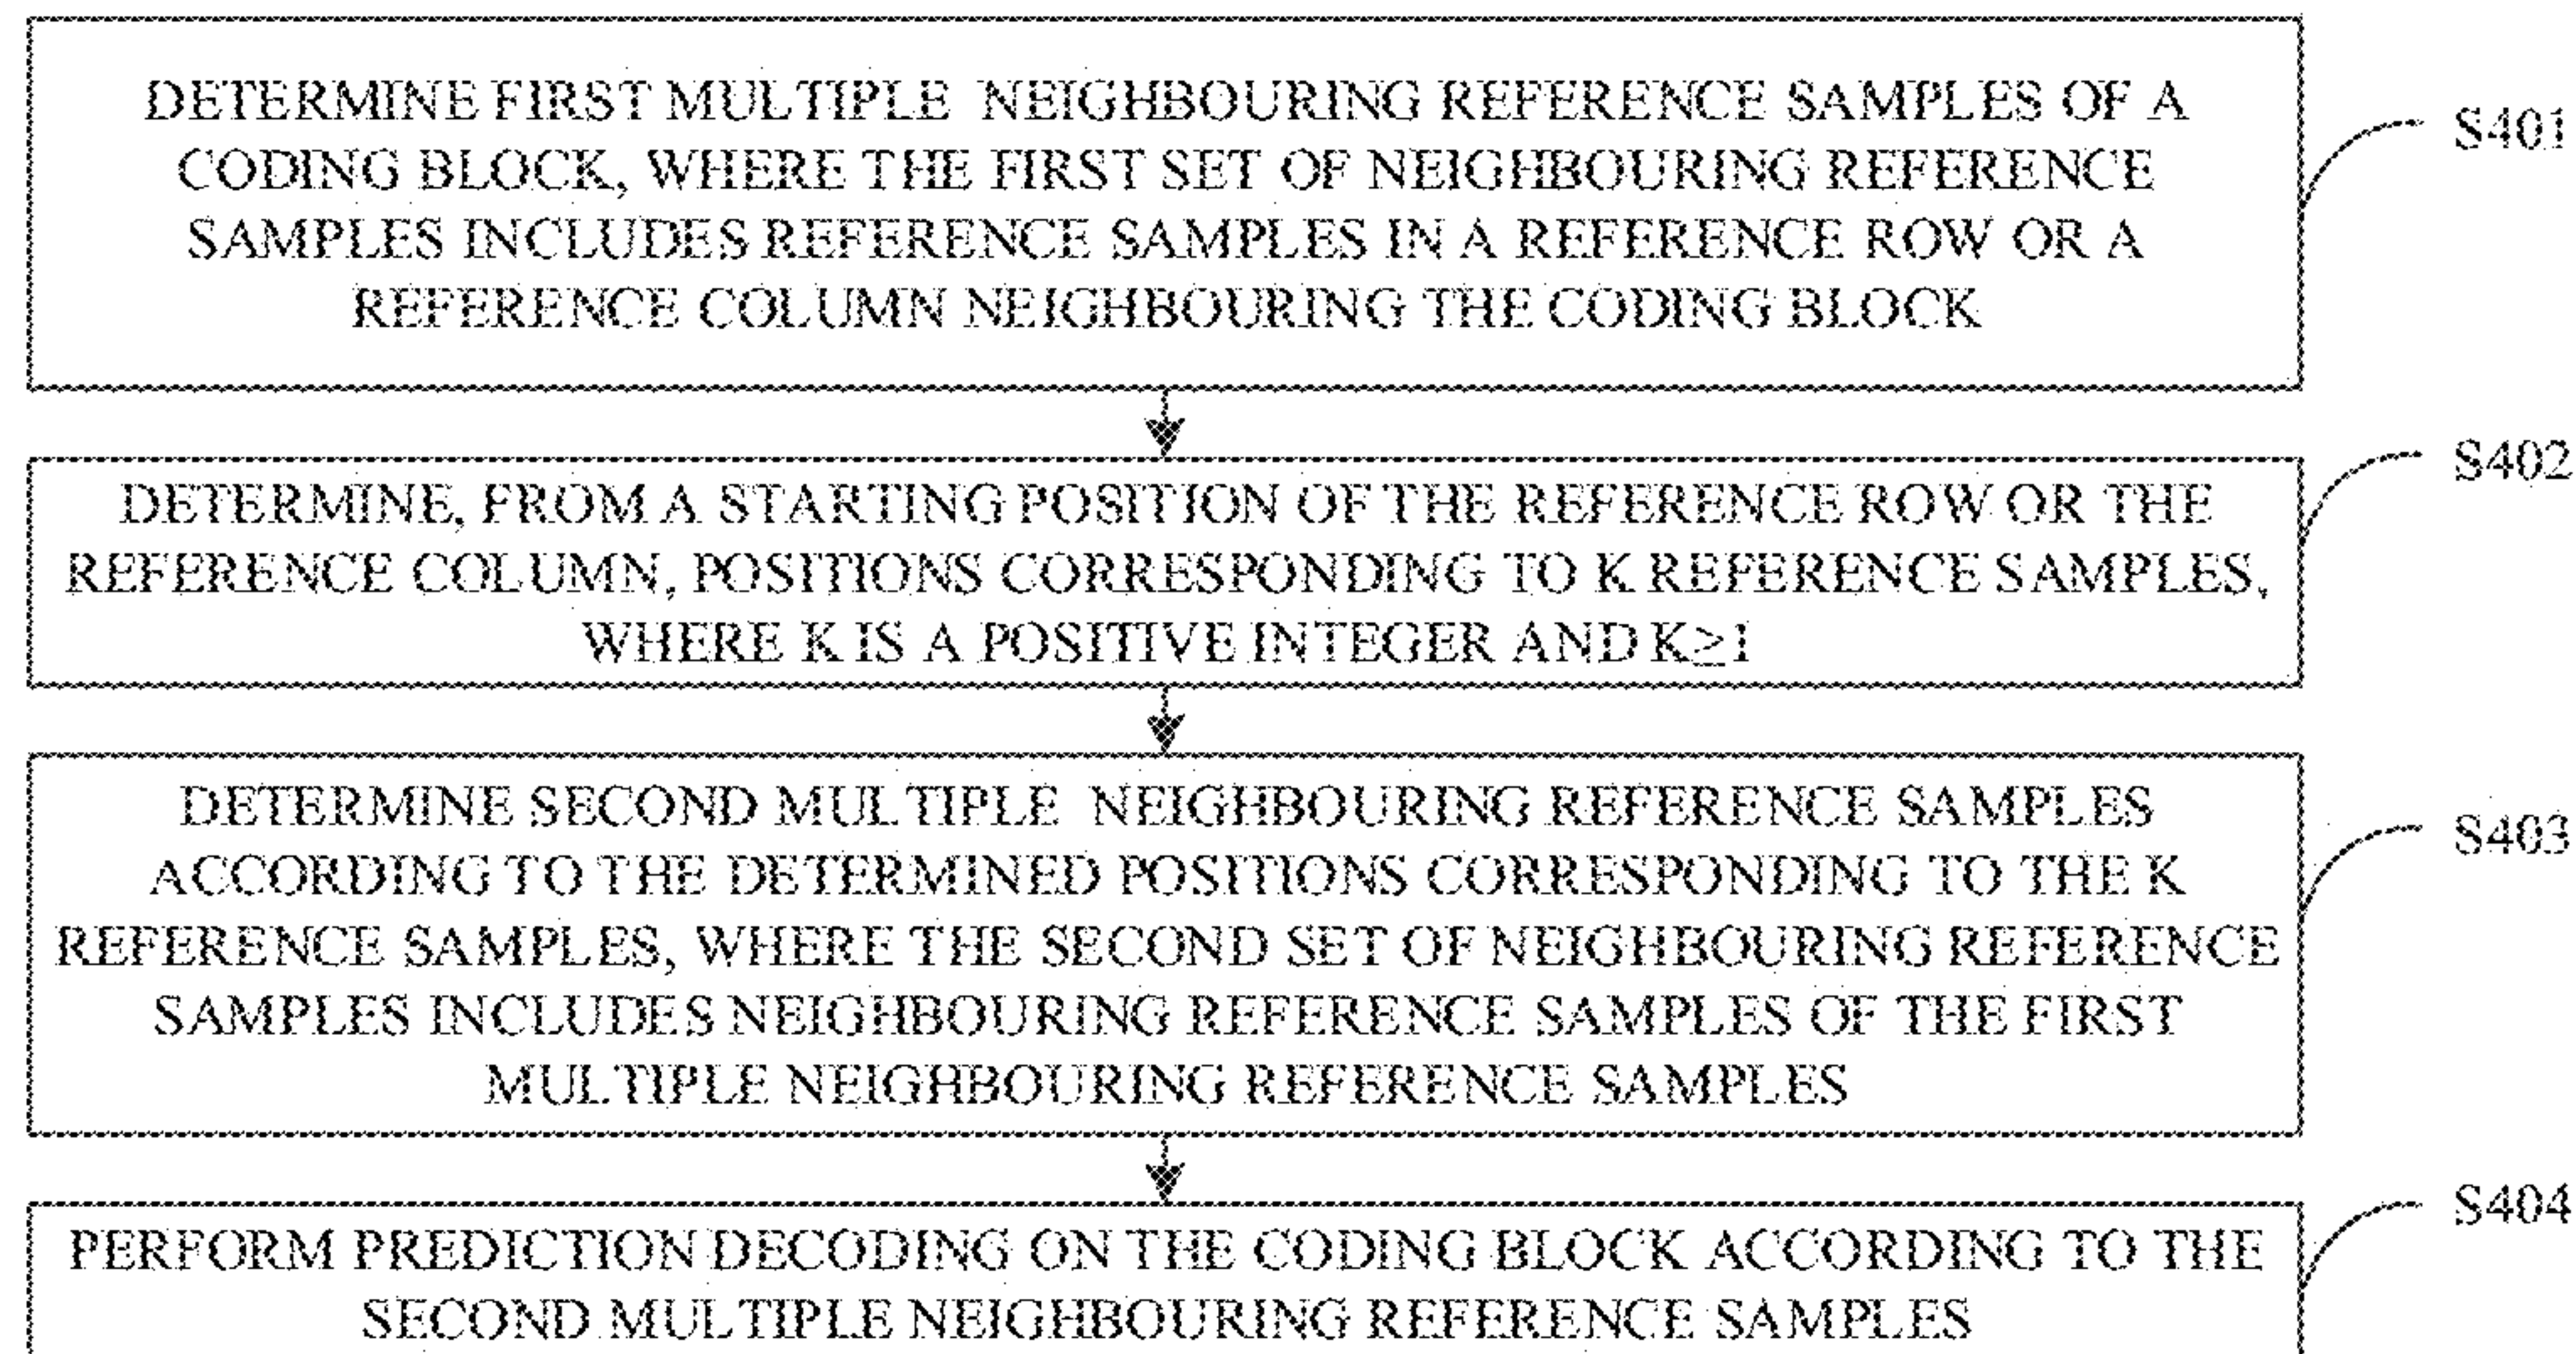 DETERMINE FIRST MULTIPLE NEIGHBOURING REFERENCE SAMPLES OF A
CODING BLOCK, WHERE THE FIRST SET OF NEIGHBOURING REFERENCE
SAMPLES INCLUDES REFERENCE SAMPLES IN A REFERENCE ROW OR A
REFERENCE COLUMN NEIGHBOURING THE CODING BLOCK
S401
DETERMINE, FROM A STARTING POSITION OF THE REFERENCE ROW OR THE
REFERENCE COLUMN, POSITIONS CORRESPONDING TO K REFERENCE SAMPLES,
WHERE K IS A POSITIVE INTEGER AND K≥1
S402
DETERMINE SECOND MULTIPLE NEIGHBOURING REFERENCE SAMPLES
ACCORDING TO THE DETERMINED POSITIONS CORRESPONDING TO THE K
REFERENCE SAMPLES, WHERE THE SECOND SET OF NEIGHBOURING REFERENCE
SAMPLES INCLUDES NEIGHBOURING REFERENCE SAMPLES OF THE FIRST
MULTIPLE NEIGHBOURING REFERENCE SAMPLES
S403
PERFORM PREDICTION DECODING ON THE CODING BLOCK ACCORDING TO THE
SECOND MULTIPLE NEIGHBOURING REFERENCE SAMPLES
S404